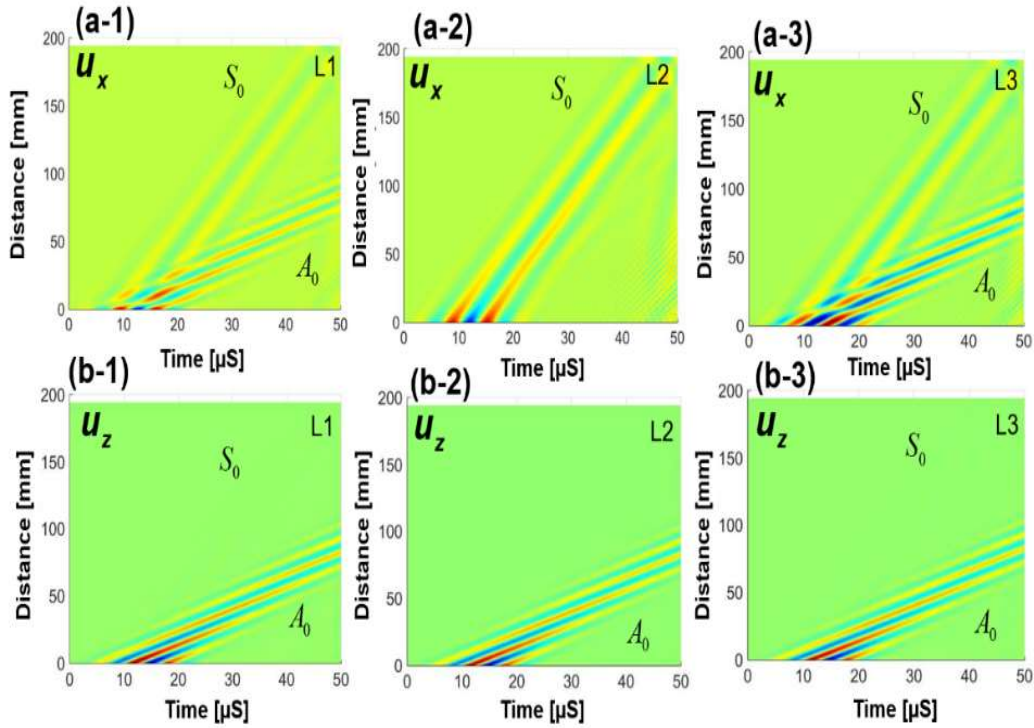 (a-1)
(a-2)
(a-3)
200
150
100
50
0
Distance [mm]
u_x
S_0
L1
A_0
0 10 20 30 40 50
Time [µS]
200
150
100
50
0
Distance [mm]
u_x
S_0
L2
0 10 20 30 40 50
Time [µS]
200
150
100
50
0
Distance [mm]
u_x
S_0
L3
A_0
0 10 20 30 40 50
Time [µS]
(b-1)
(b-2)
(b-3)
200
150
100
50
0
Distance [mm]
u_z
S_0
L1
A_0
0 10 20 30 40 50
Time [µS]
200
150
100
50
0
Distance [mm]
u_z
L2
A_0
0 10 20 30 40 50
Time [µS]
200
150
100
50
0
Distance [mm]
u_z
S_0
L3
A_0
0 10 20 30 40 50
Time [µS]